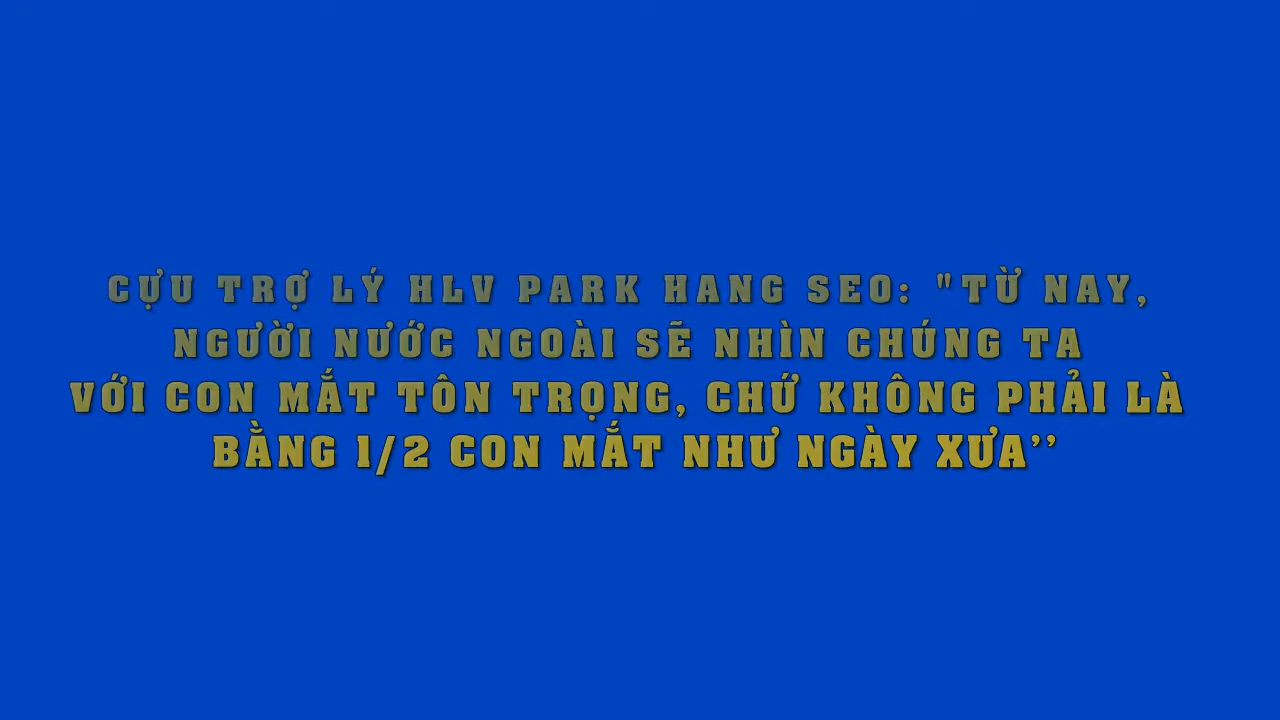 CỰU TRỢ LÝ HLV PARK HANG SEO: "TỪ NAY,
NGƯỜI NƯỚC NGOÀI SẼ NHÌN CHÚNG TA
VỚI CON MẮT TÔN TRỌNG, CHỨ KHÔNG PHẢI LÀ
BẰNG 1/2 CON MẮT NHƯ NGÀY XƯA’’